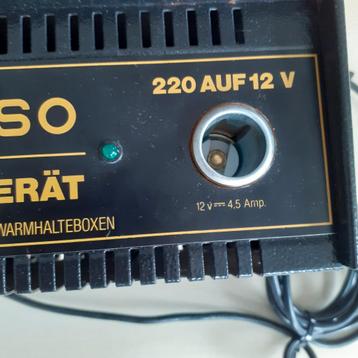 220 AUF 12 V
SO
ERÄT
WARMHALTEBOXEN
12 V ⎓ 4,5 Amp.